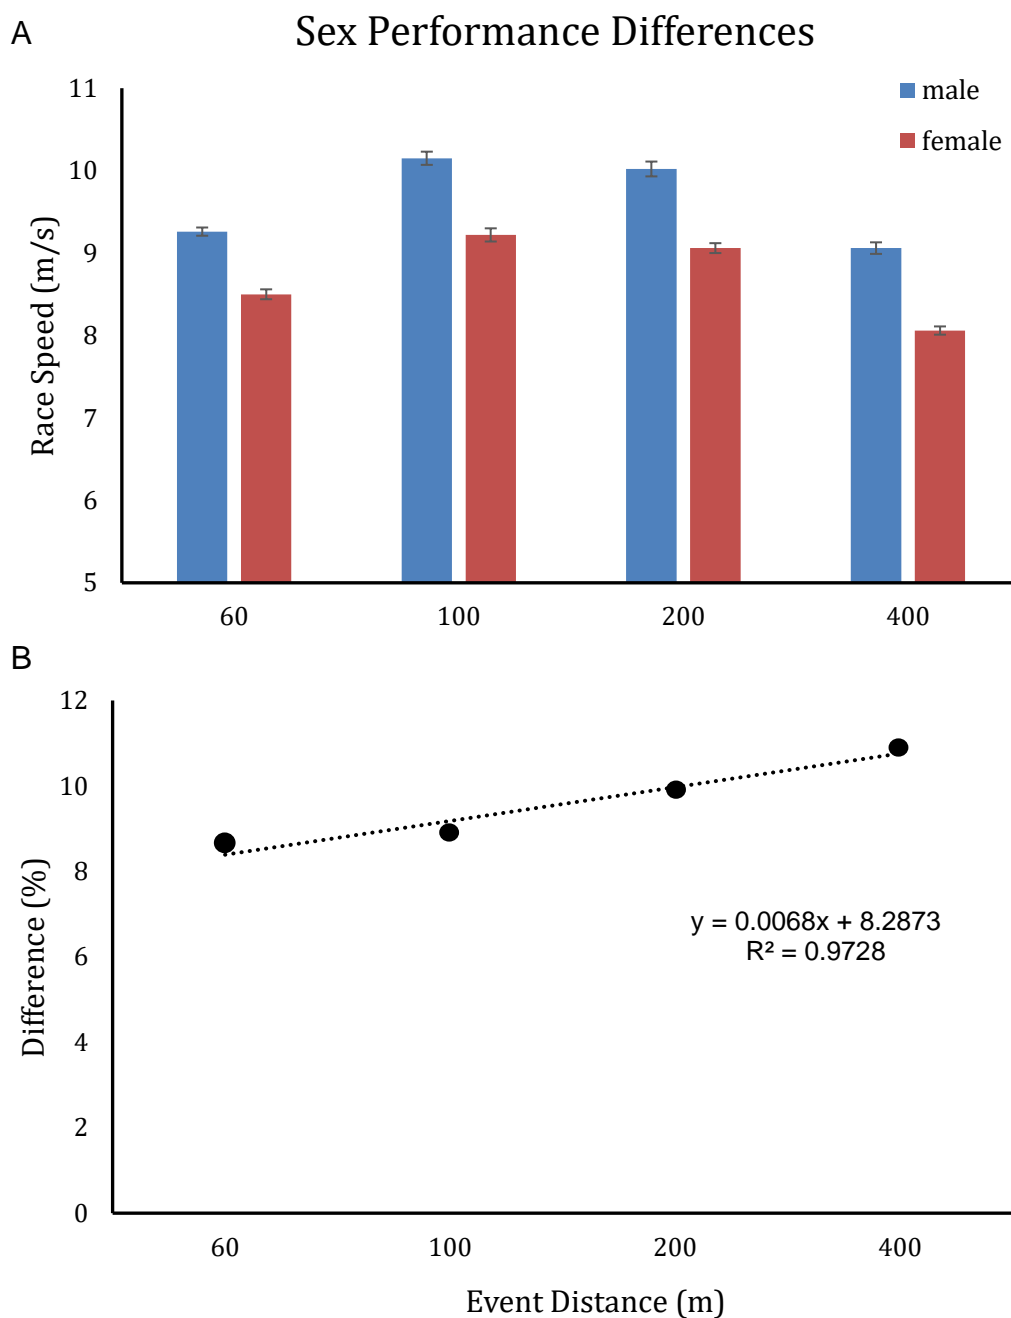 A
Sex Performance Differences
11
10
9
8
7
6
5
Race Speed (m/s)
male
female
60 100 200 400
B
12
10
8
6
4
2
0
Difference (%)
y = 0.0068x + 8.2873
R² = 0.9728
60 100 200 400
Event Distance (m)